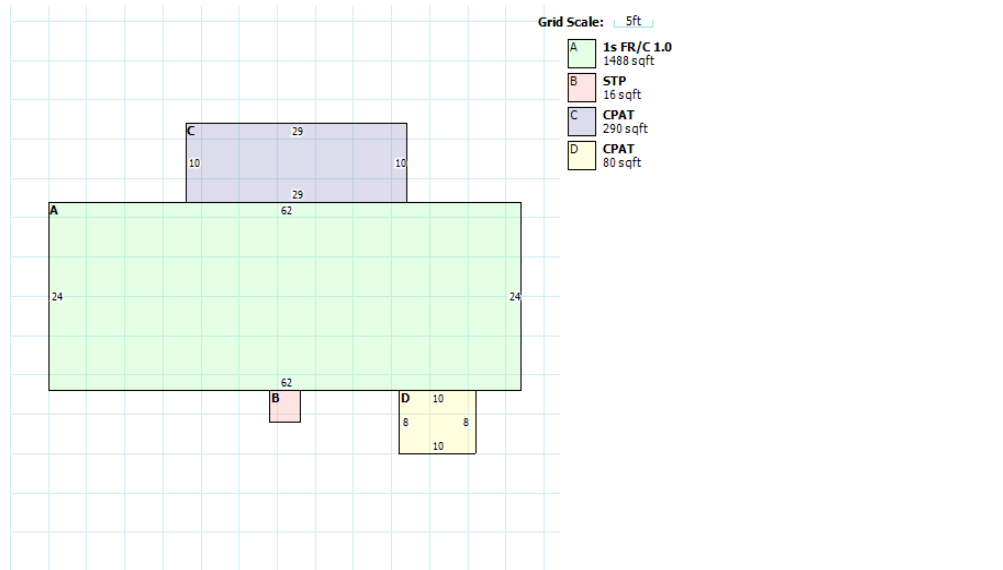 Grid Scale: 5ft
A 1s FR/C 1.0
1488 sqft
B STP
16 sqft
C CPAT
290 sqft
D CPAT
80 sqft
C 29
10 10
29
A 62
24 24
62
B D 10
8 8
10